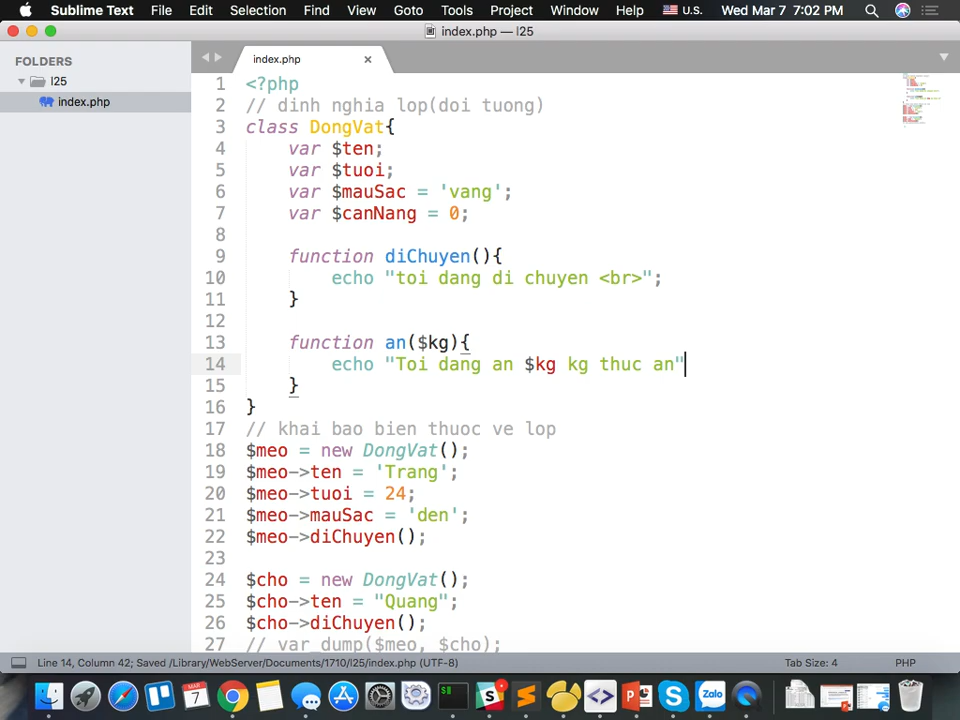 Sublime Text File Edit Selection Find View Goto Tools Project Window Help U.S. Wed Mar 7 7:02 PM
index.php — l25
FOLDERS
l25
index.php
index.php
1 <?php
2 // dinh nghia lop(doi tuong)
3 class DongVat{
4 var $ten;
5 var $tuoi;
6 var $mauSac = 'vang';
7 var $canNang = 0;
8
9 function diChuyen(){
10 echo "toi dang di chuyen <br>";
11 }
12
13 function an($kg){
14 echo "Toi dang an $kg kg thuc an"
15 }
16 }
17 // khai bao bien thuoc ve lop
18 $meo = new DongVat();
19 $meo->ten = 'Trang';
20 $meo->tuoi = 24;
21 $meo->mauSac = 'den';
22 $meo->diChuyen();
23
24 $cho = new DongVat();
25 $cho->ten = "Quang";
26 $cho->diChuyen();
27 // var_dump($meo, $cho);
Line 14, Column 42; Saved /Library/WebServer/Documents/1710/l25/index.php (UTF-8) Tab Size: 4 PHP
MAR
7
Zalo